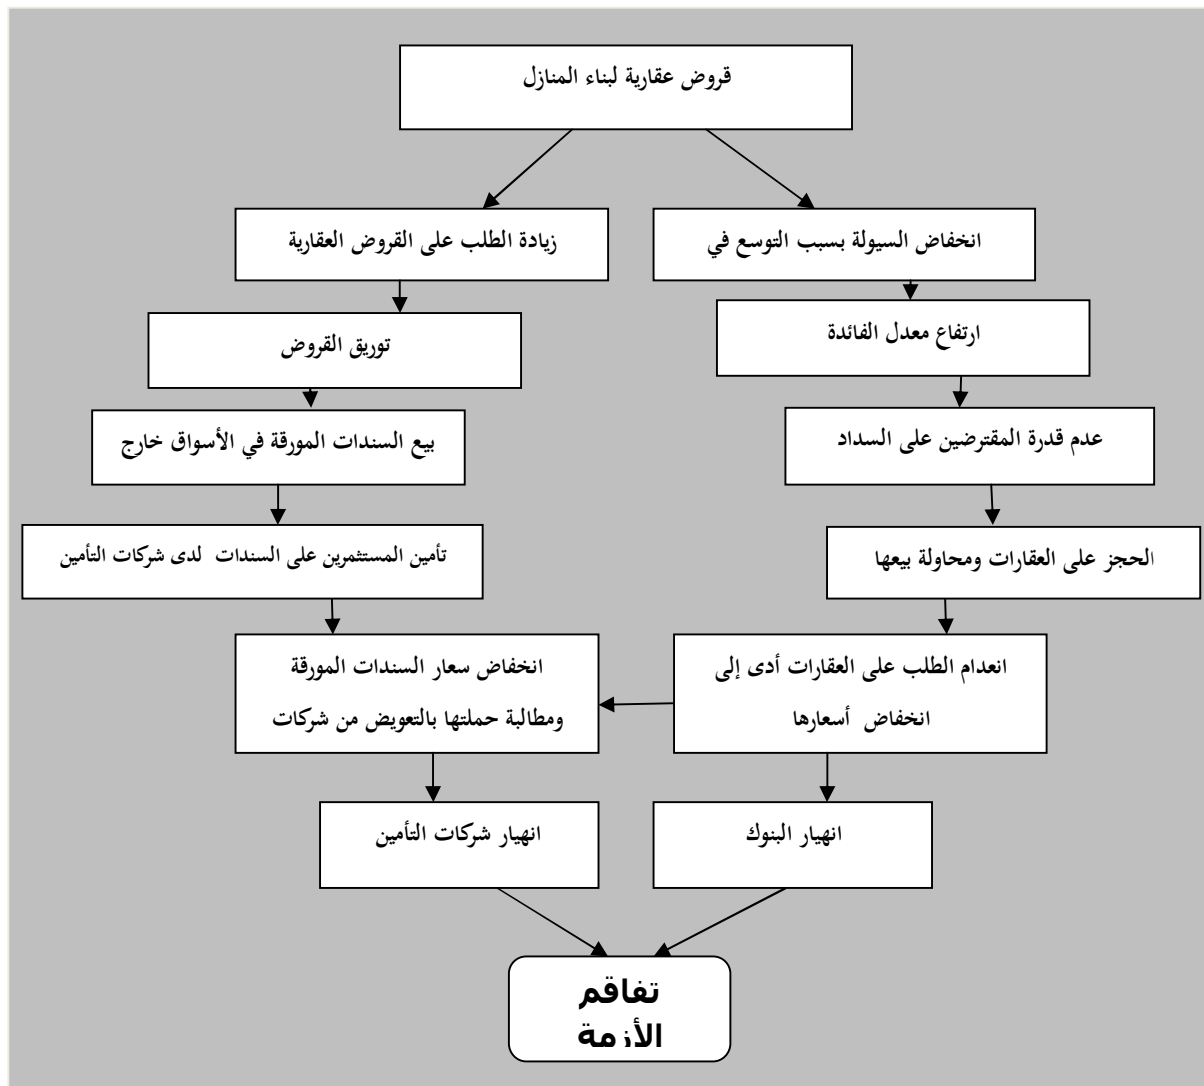 قروض عقارية لبناء المنازل
انخفاض السيولة بسبب التوسع في
زيادة الطلب على القروض العقارية
ارتفاع معدل الفائدة
توريق القروض
عدم قدرة المقترضين على السداد
بيع السندات المورقة في الأسواق خارج
الحجز على العقارات ومحاولة بيعها
تأمين المستثمرين على السندات لدى شركات التأمين
انعدام الطلب على العقارات أدى إلى
انخفاض أسعارها
انخفاض سعار السندات المورقة
ومطالبة حملتها بالتعويض من شركات
انهيار البنوك
انهيار شركات التأمين
تفاقم
الأزمة